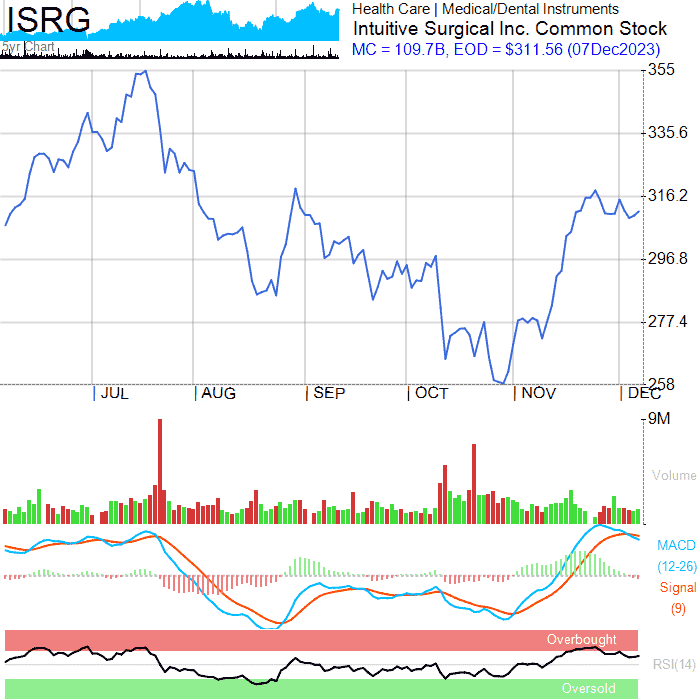 ISRG
5yr Chart
Health Care | Medical/Dental Instruments
Intuitive Surgical Inc. Common Stock
MC = 109.7B, EOD = $311.56 (07Dec2023)
355
335.6
316.2
296.8
277.4
258
| JUL | AUG | SEP | OCT | NOV | DEC
9M
Volume
MACD
(12-26)
Signal
(9)
Overbought
RSI(14)
Oversold